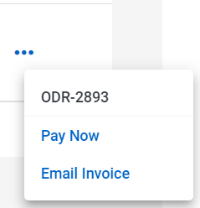 ODR-2893
Pay Now
Email Invoice